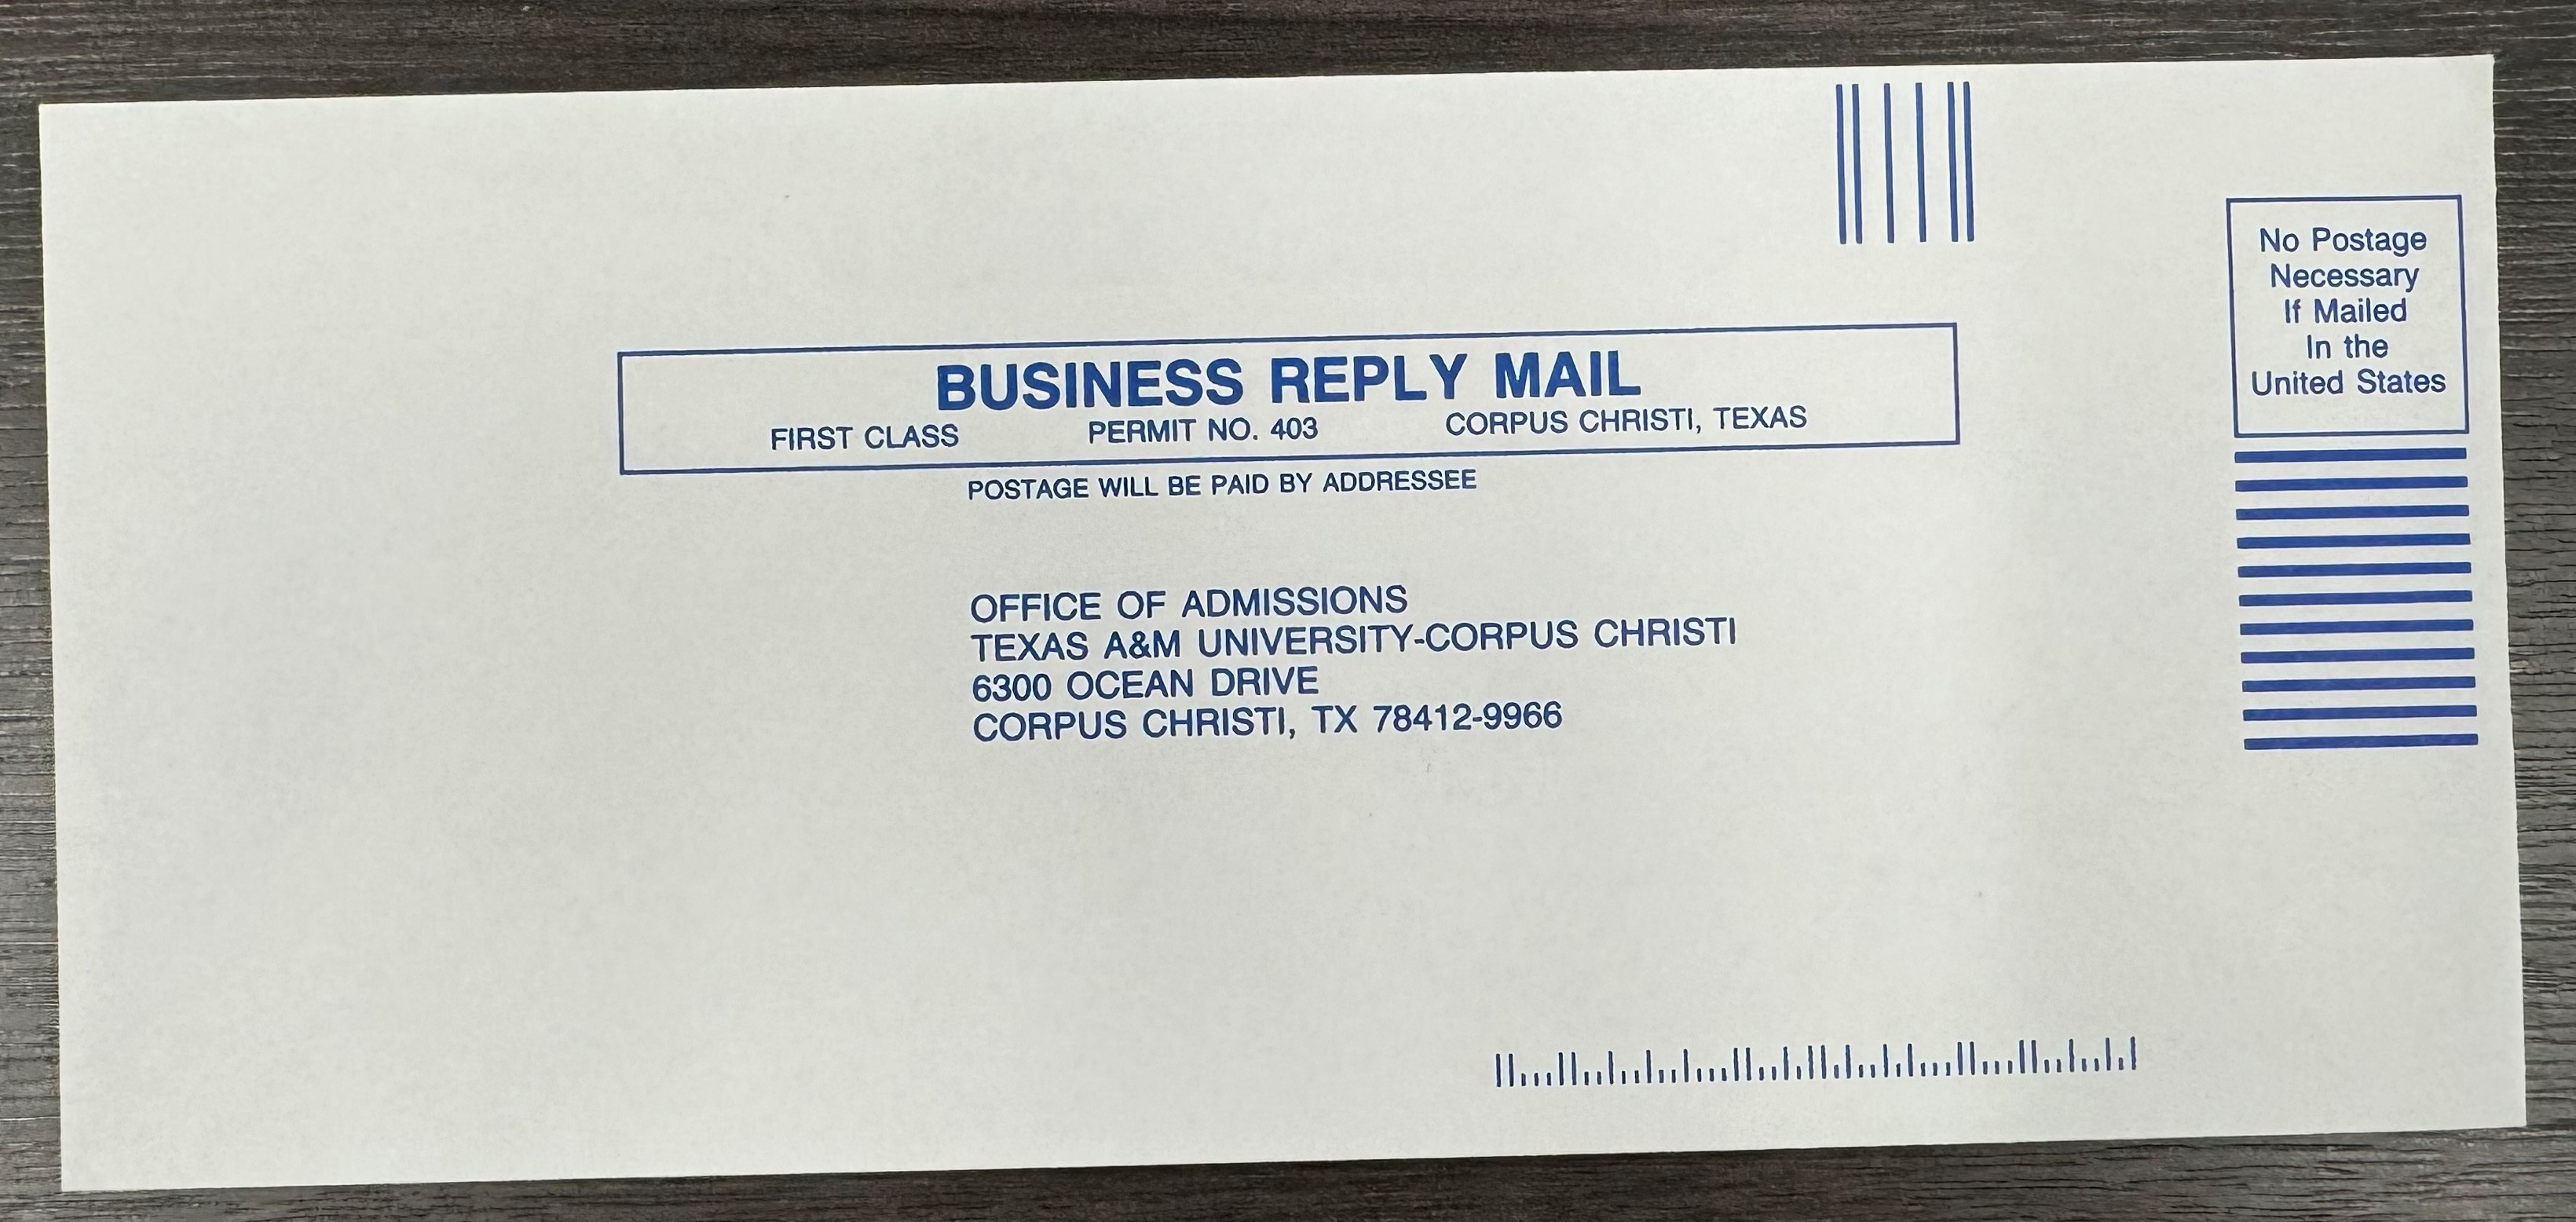 No Postage
Necessary
If Mailed
In the
United States
BUSINESS REPLY MAIL
FIRST CLASS PERMIT NO. 403 CORPUS CHRISTI, TEXAS
POSTAGE WILL BE PAID BY ADDRESSEE
OFFICE OF ADMISSIONS
TEXAS A&M UNIVERSITY-CORPUS CHRISTI
6300 OCEAN DRIVE
CORPUS CHRISTI, TX 78412-9966